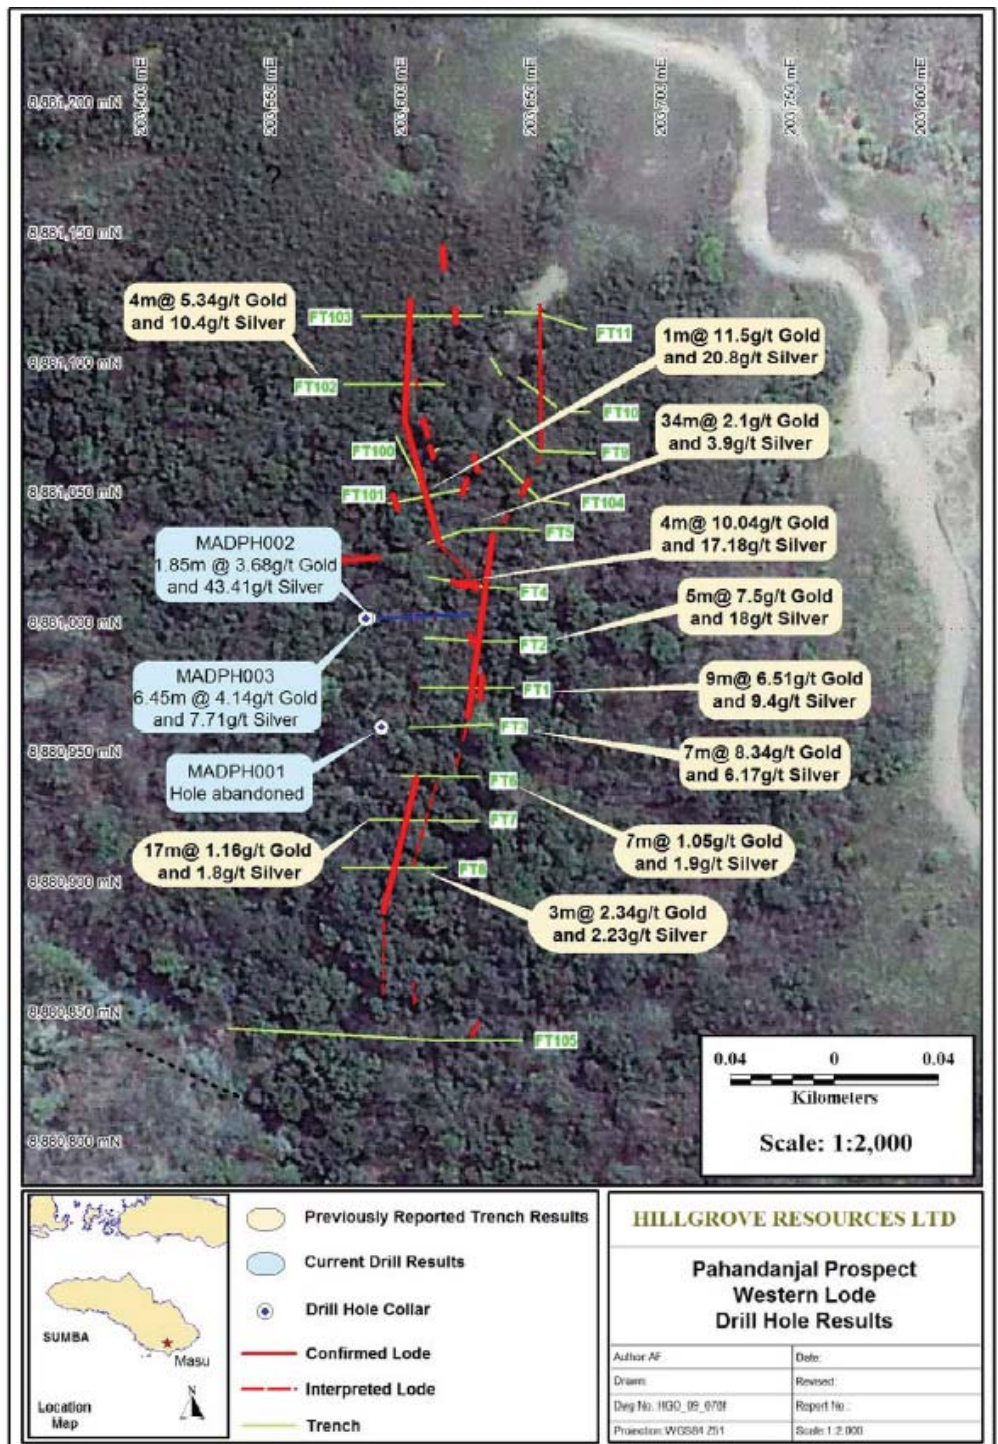 203,500 mE
203,550 mE
203,600 mE
203,650 mE
203,700 mE
203,750 mE
203,800 mE
8,881,200 mN
?
8,881,150 mN
4m@ 5.34g/t Gold
and 10.4g/t Silver
FT103
FT11
1m@ 11.5g/t Gold
and 20.8g/t Silver
8,881,100 mN
FT102
FT10
34m@ 2.1g/t Gold
and 3.9g/t Silver
FT100
FT9
8,881,050 mN
FT101
FT104
4m@ 10.04g/t Gold
and 17.18g/t Silver
FT5
MADPH002
1.85m @ 3.68g/t Gold
and 43.41g/t Silver
FT4
5m@ 7.5g/t Gold
and 18g/t Silver
8,881,000 mN
FT2
MADPH003
6.45m @ 4.14g/t Gold
and 7.71g/t Silver
FT1
9m@ 6.51g/t Gold
and 9.4g/t Silver
8,880,950 mN
FT3
7m@ 8.34g/t Gold
and 6.17g/t Silver
MADPH001
Hole abandoned
FT6
FT7
17m@ 1.16g/t Gold
and 1.8g/t Silver
7m@ 1.05g/t Gold
and 1.9g/t Silver
8,880,900 mN
FT8
3m@ 2.34g/t Gold
and 2.23g/t Silver
8,880,850 mN
FT105
0.04 0 0.04
Kilometers
Scale: 1:2,000
8,880,800 mN
SUMBA
Masu
N
Location
Map
Previously Reported Trench Results
Current Drill Results
Drill Hole Collar
Confirmed Lode
Interpreted Lode
Trench
HILLGROVE RESOURCES LTD
Pahandanjal Prospect
Western Lode
Drill Hole Results
Author: AF Date:
Drawn: Revised:
Dwg No. HGO_09_078f Report No.:
Projection: WGS84 Z51 Scale: 1:2,000